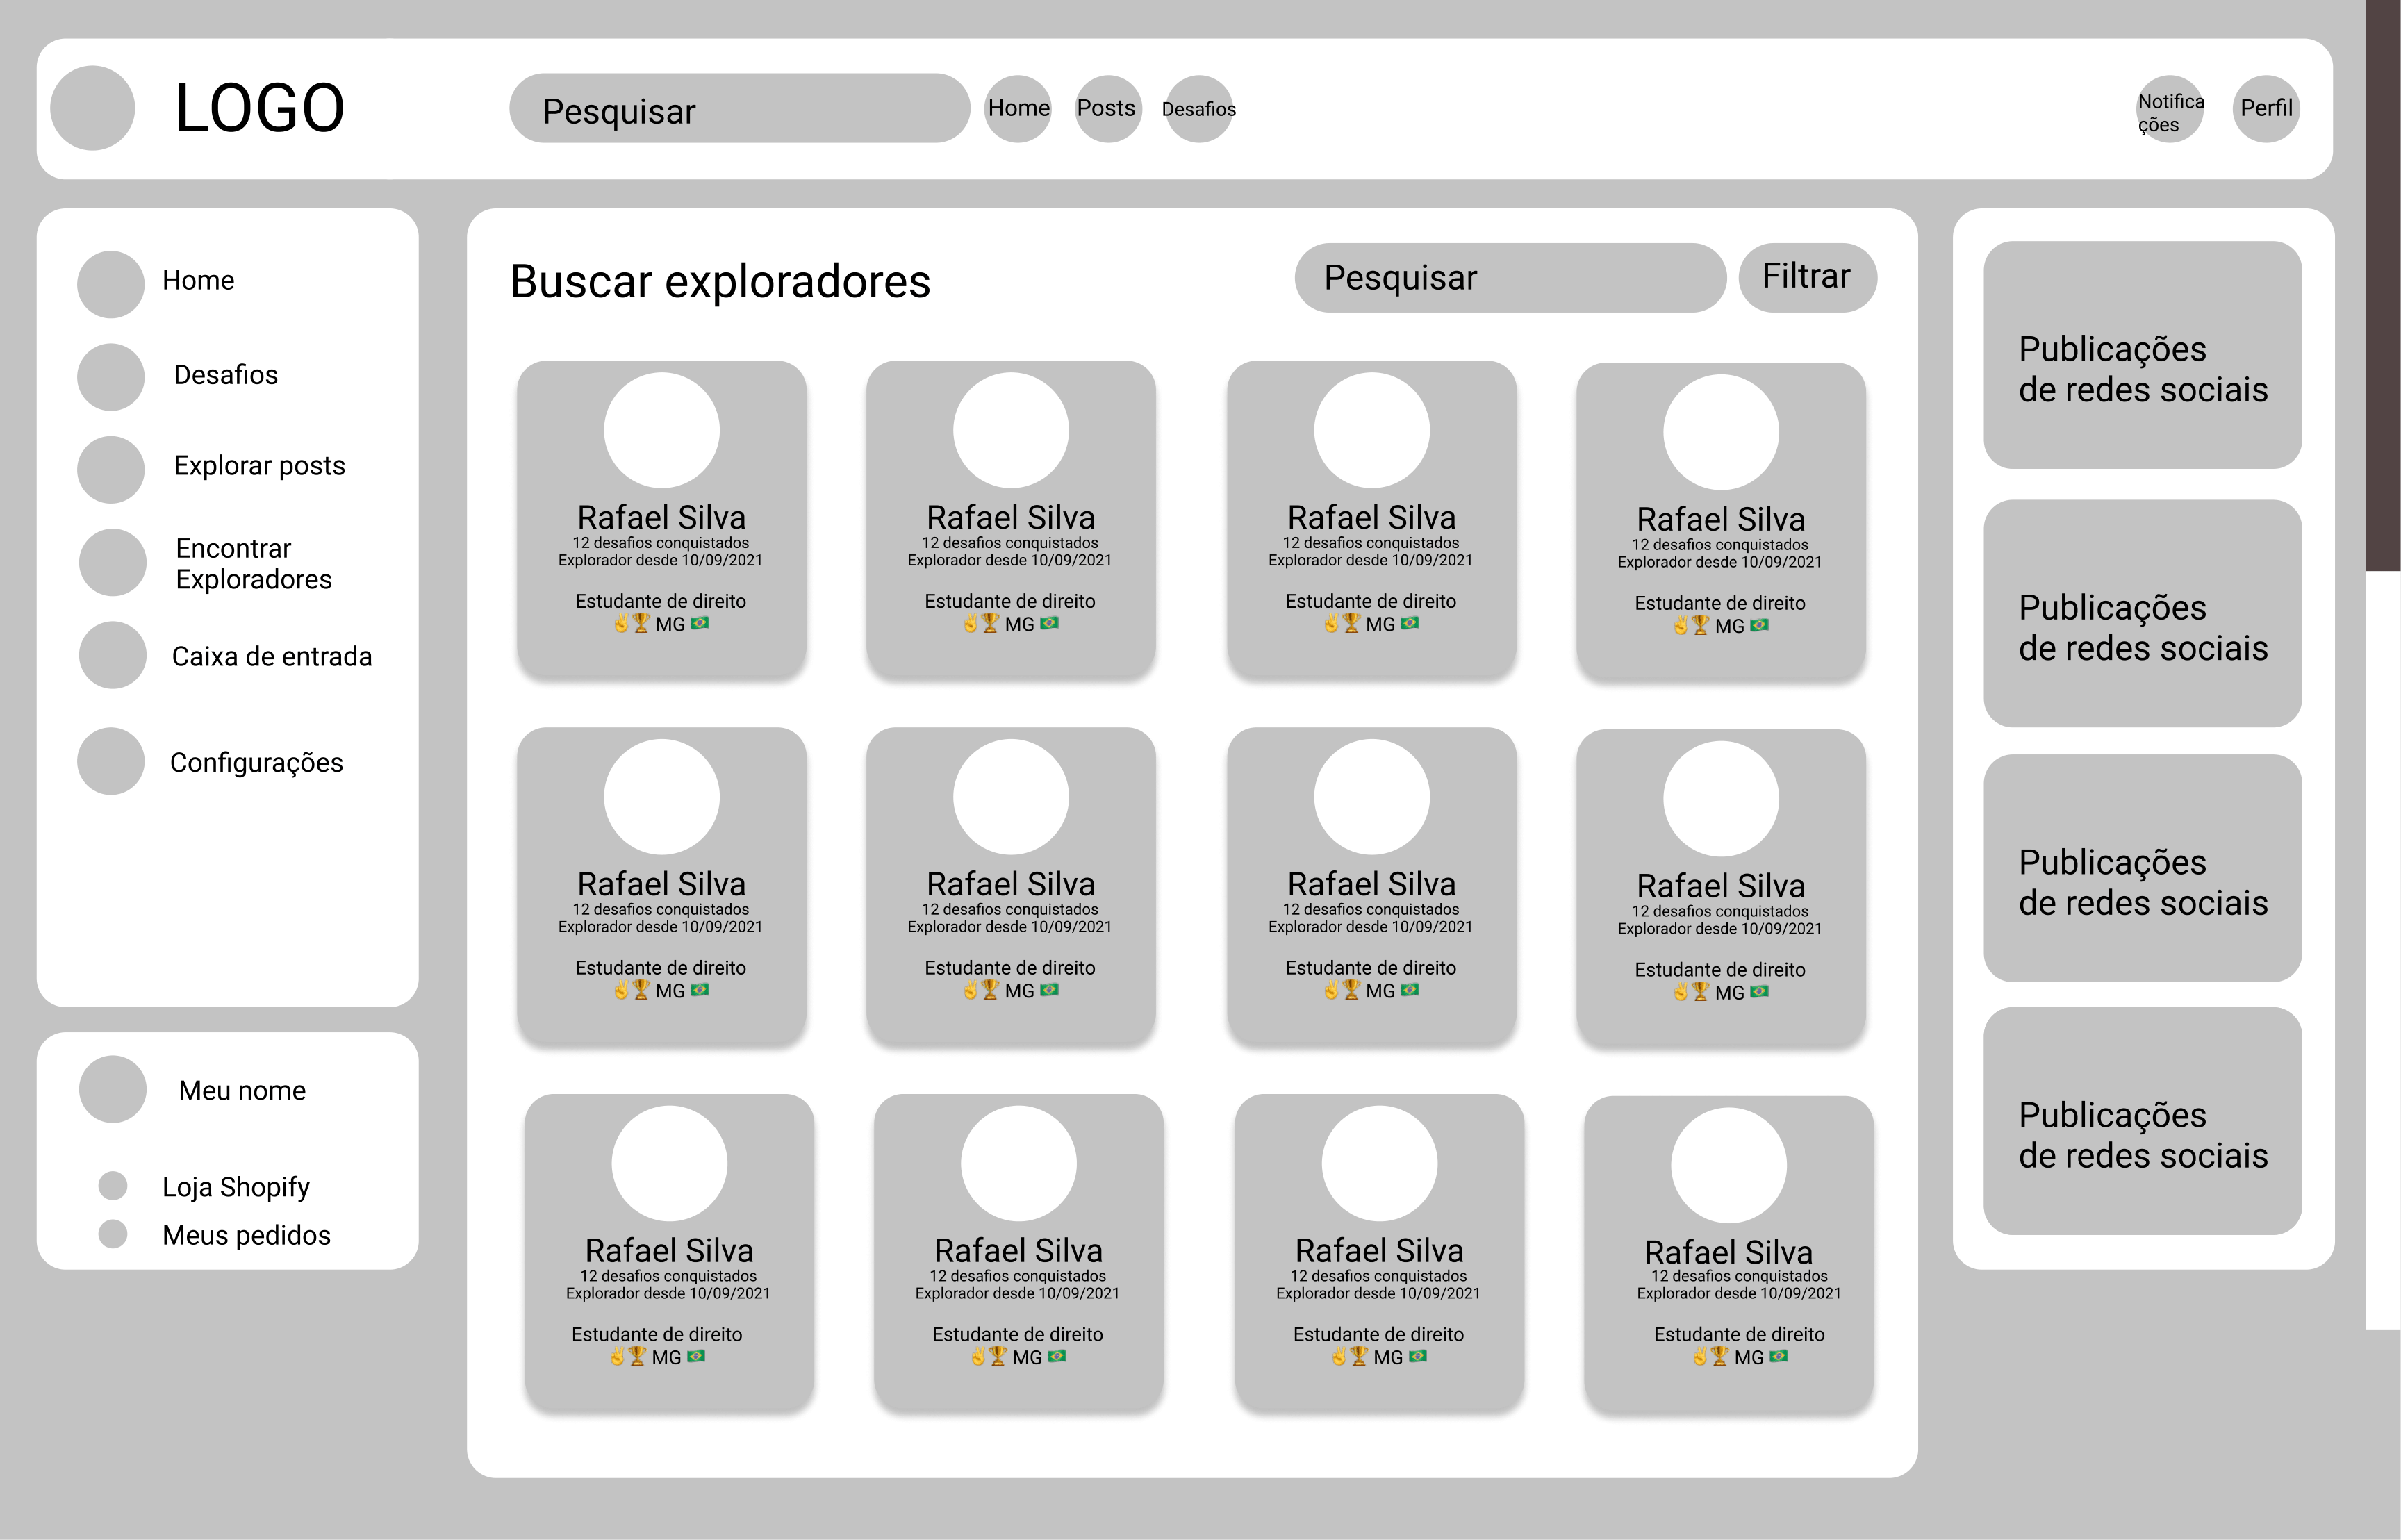 LOGO
Pesquisar
Home
Posts
Desafios
Notifica
ções
Perfil
Home
Desafios
Explorar posts
Encontrar
Exploradores
Caixa de entrada
Configurações
Meu nome
Loja Shopify
Meus pedidos
Buscar exploradores
Pesquisar
Filtrar
Rafael Silva
12 desafios conquistados
Explorador desde 10/09/2021
Estudante de direito
✌🏆 MG 🇧🇷
Rafael Silva
12 desafios conquistados
Explorador desde 10/09/2021
Estudante de direito
✌🏆 MG 🇧🇷
Rafael Silva
12 desafios conquistados
Explorador desde 10/09/2021
Estudante de direito
✌🏆 MG 🇧🇷
Rafael Silva
12 desafios conquistados
Explorador desde 10/09/2021
Estudante de direito
✌🏆 MG 🇧🇷
Rafael Silva
12 desafios conquistados
Explorador desde 10/09/2021
Estudante de direito
✌🏆 MG 🇧🇷
Rafael Silva
12 desafios conquistados
Explorador desde 10/09/2021
Estudante de direito
✌🏆 MG 🇧🇷
Rafael Silva
12 desafios conquistados
Explorador desde 10/09/2021
Estudante de direito
✌🏆 MG 🇧🇷
Rafael Silva
12 desafios conquistados
Explorador desde 10/09/2021
Estudante de direito
✌🏆 MG 🇧🇷
Rafael Silva
12 desafios conquistados
Explorador desde 10/09/2021
Estudante de direito
✌🏆 MG 🇧🇷
Rafael Silva
12 desafios conquistados
Explorador desde 10/09/2021
Estudante de direito
✌🏆 MG 🇧🇷
Rafael Silva
12 desafios conquistados
Explorador desde 10/09/2021
Estudante de direito
✌🏆 MG 🇧🇷
Rafael Silva
12 desafios conquistados
Explorador desde 10/09/2021
Estudante de direito
✌🏆 MG 🇧🇷
Publicações
de redes sociais
Publicações
de redes sociais
Publicações
de redes sociais
Publicações
de redes sociais